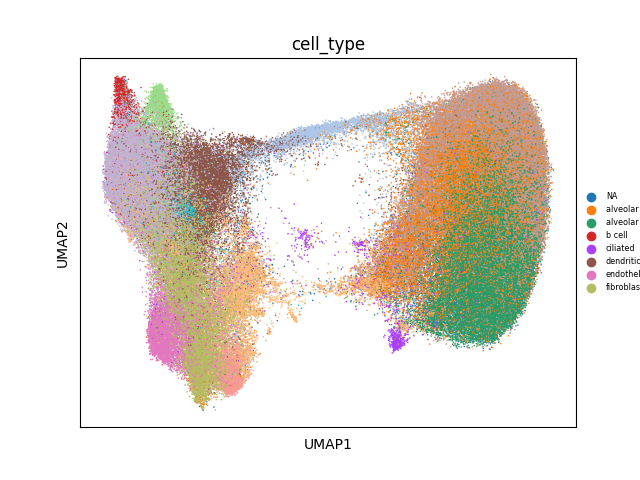 cell_type
UMAP2
NA
alveolar
alveolar
b cell
ciliated
dendritic
endothel
fibroblas
UMAP1